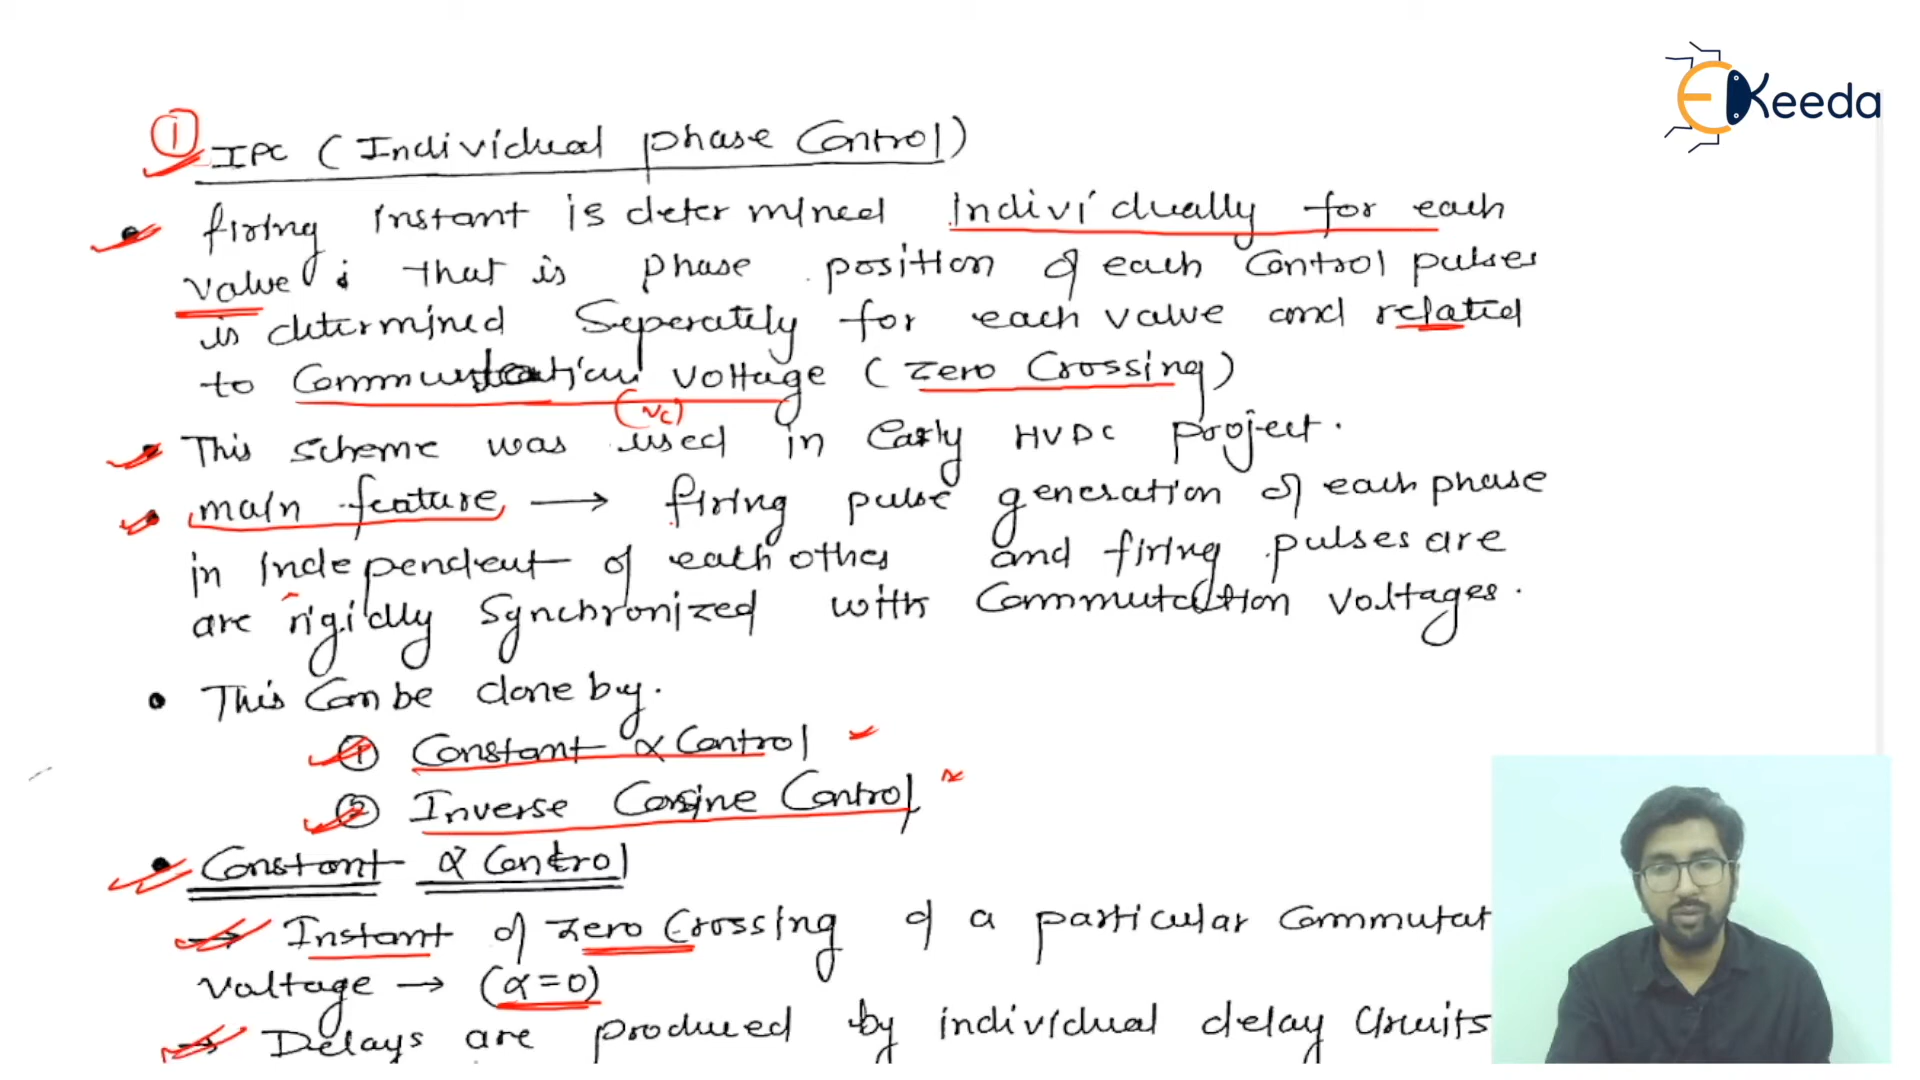 EKeeda
① IPC (Individual phase Control)
• firing instant is determined individually for each
valve ; that is phase position of each control pulses
is determined Seperately for each valve and related
to Commutation voltage (zero crossing)
(Vc)
• This scheme was used in Early HVDC project.
• main feature → firing pulse generation of each phase
in independent of each other and firing pulses are
are rigidly synchronized with Commutation voltages.
• This Can be done by.
① Constant α Control
② Inverse Cosine Control
• Constant α Control
→ Instant of zero Crossing of a particular Commutat
voltage → (α=0)
→ Delays are produced by individual delay circuits